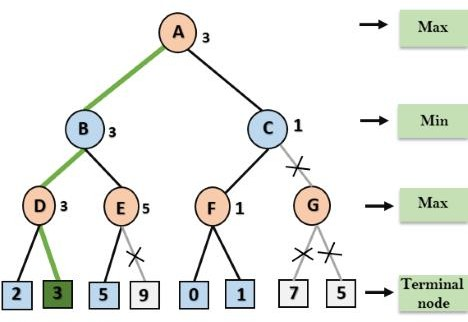 A 3 Max
B 3 C 1 Min
D 3 E 5 F 1 G Max
2 3 5 9 0 1 7 5 Terminal
node